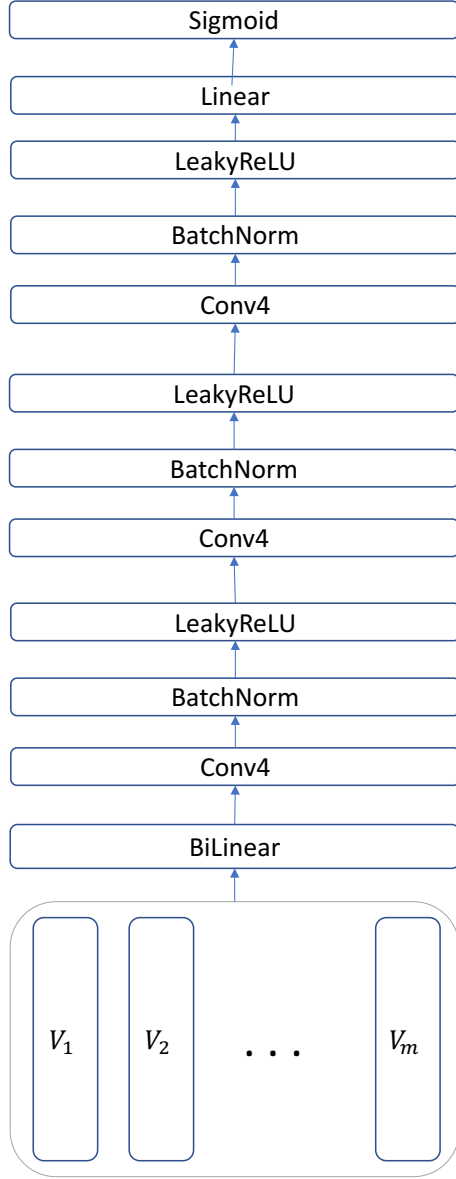 Sigmoid
Linear
LeakyReLU
BatchNorm
Conv4
LeakyReLU
BatchNorm
Conv4
LeakyReLU
BatchNorm
Conv4
BiLinear
V₁ V₂ . . . Vₘ